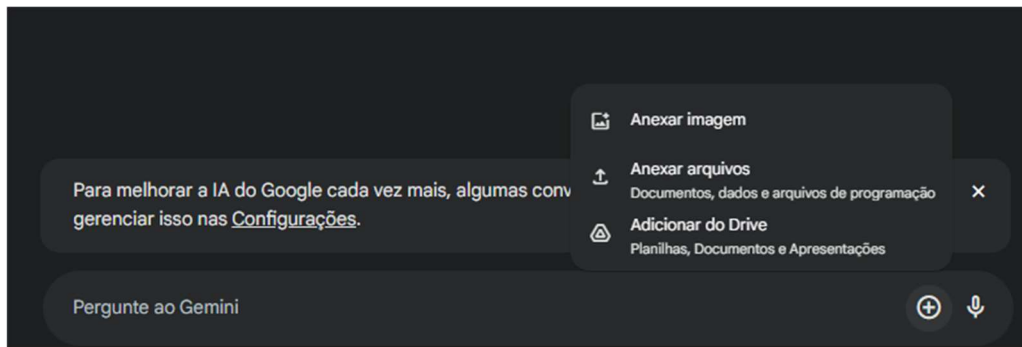 Anexar imagem
Anexar arquivos
Documentos, dados e arquivos de programação
Adicionar do Drive
Planilhas, Documentos e Apresentações
Para melhorar a IA do Google cada vez mais, algumas conv
gerenciar isso nas Configurações.
Pergunte ao Gemini